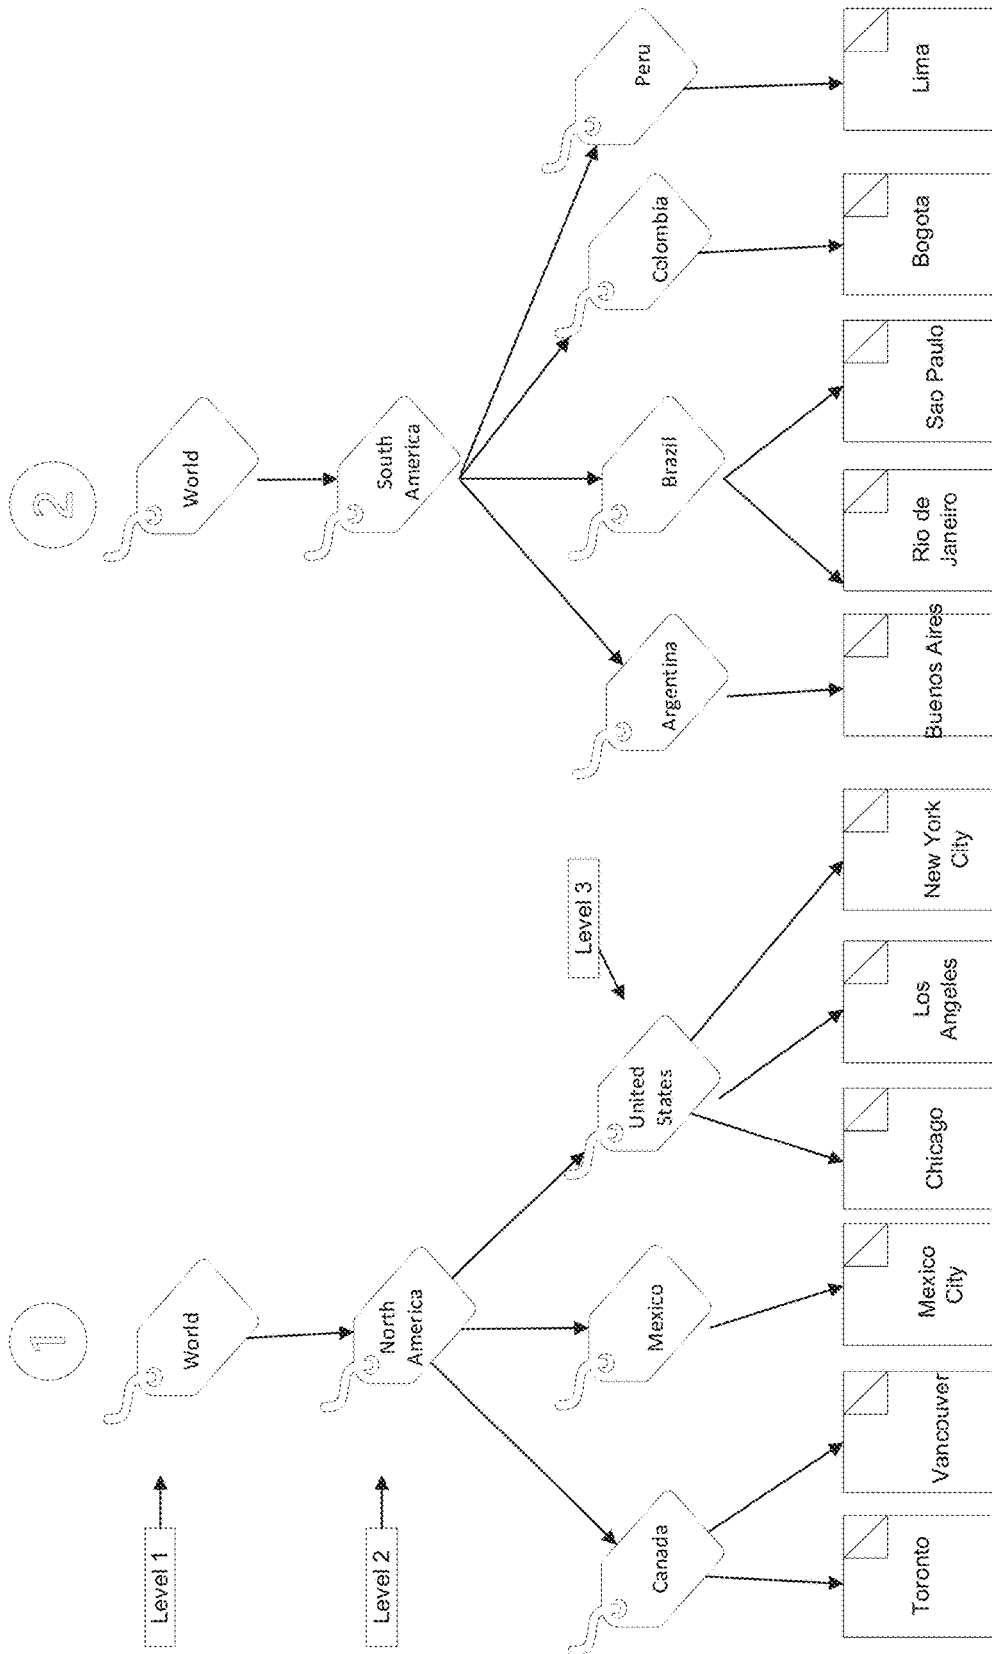 1
2
Level 1
World
World
Level 2
North
America
South
America
Level 3
Canada
Mexico
United
States
Argentina
Brazil
Colombia
Peru
Toronto
Vancouver
Mexico
City
Chicago
Los
Angeles
New York
City
Buenos Aires
Rio de
Janeiro
Sao Paulo
Bogota
Lima